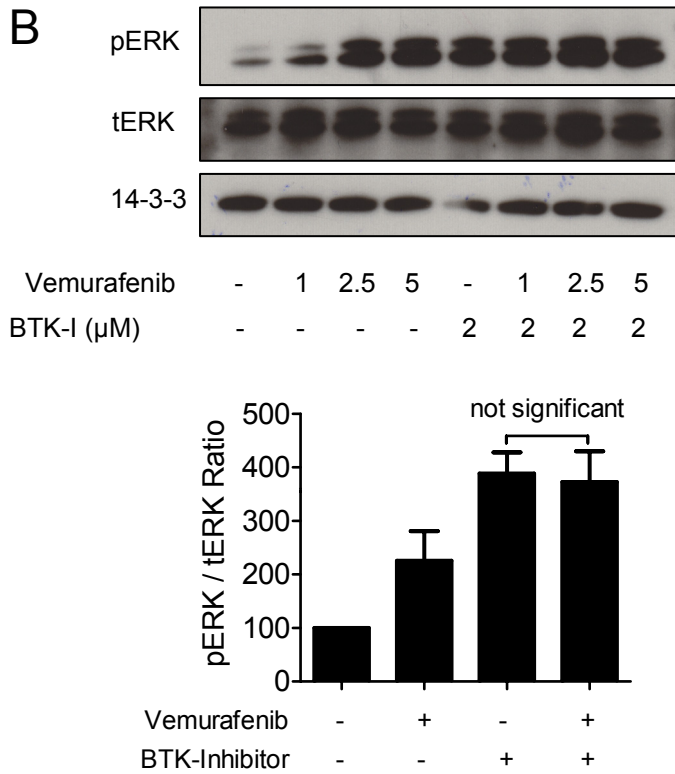 B
pERK
tERK
14-3-3
Vemurafenib - 1 2.5 5 - 1 2.5 5
BTK-I (µM) - - - - 2 2 2 2
not significant
500
400
300
200
100
0
pERK / tERK Ratio
Vemurafenib - + - +
BTK-Inhibitor - - + +